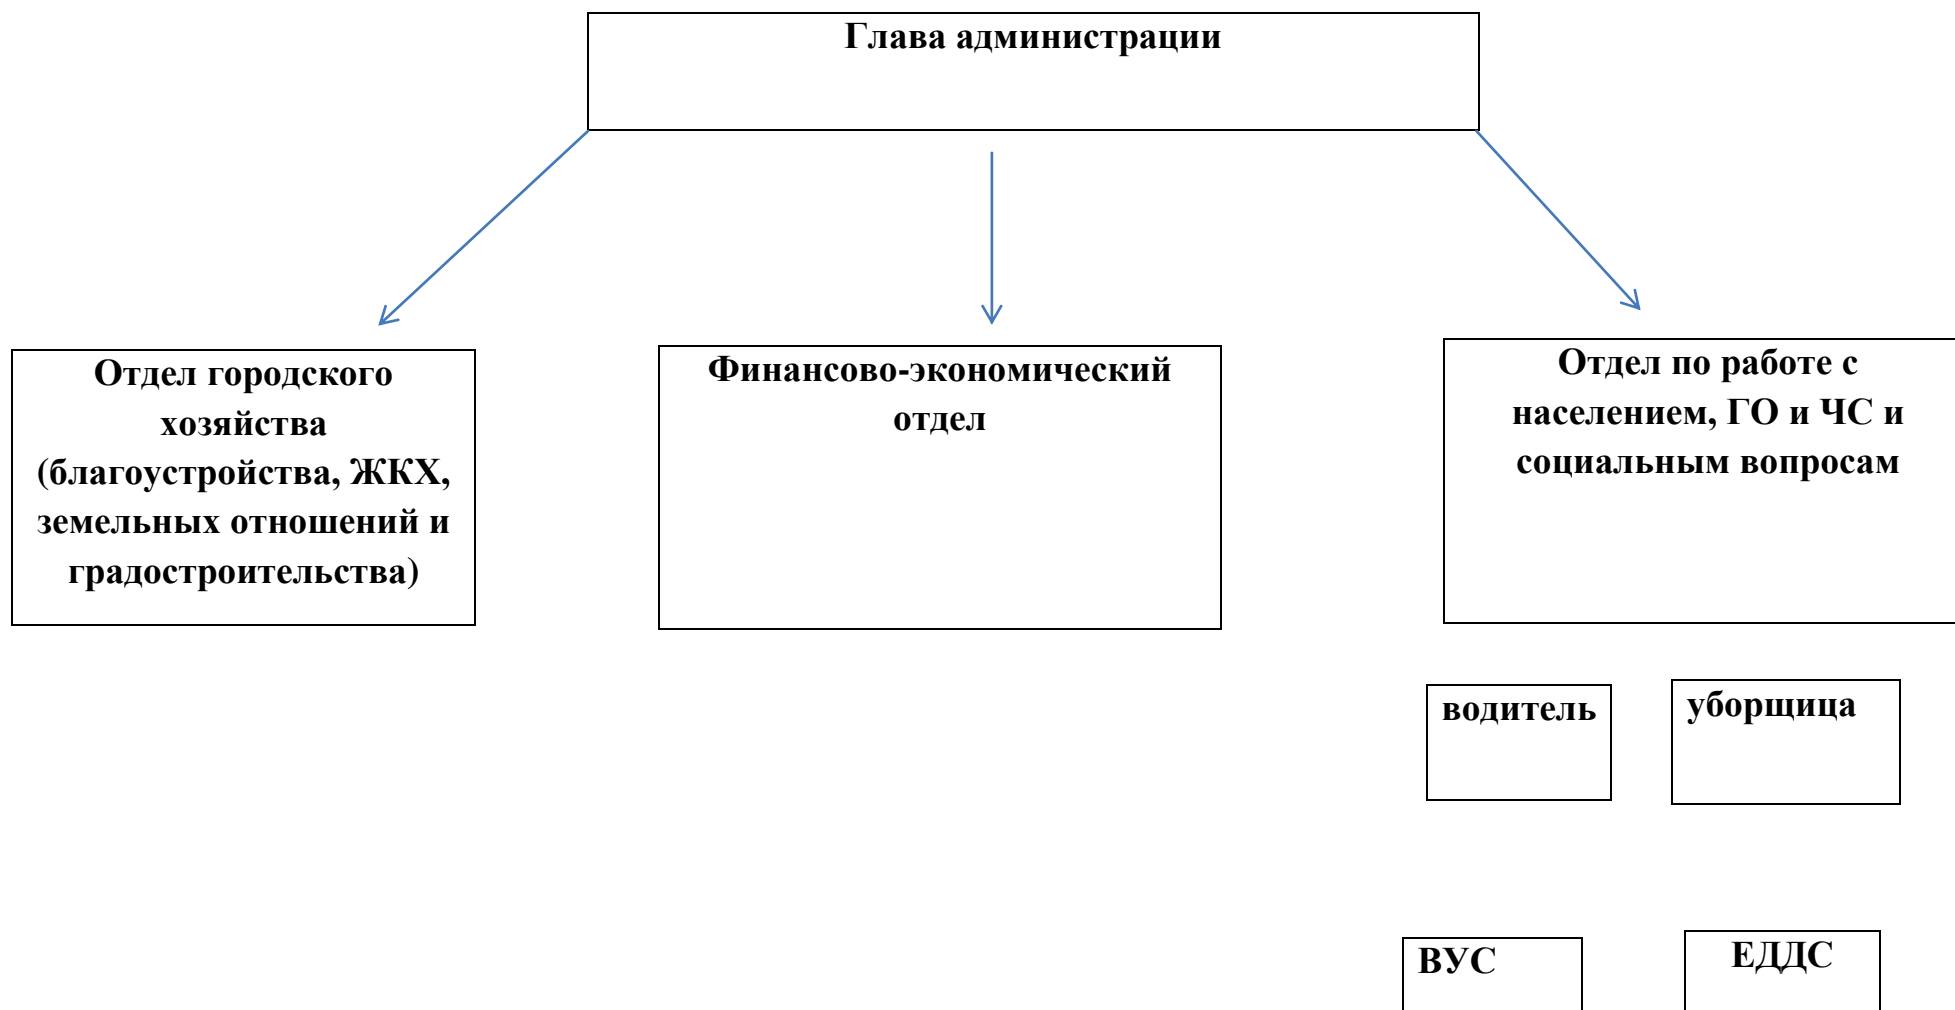 Глава администрации
Отдел городского
хозяйства
(благоустройства, ЖКХ,
земельных отношений и
градостроительства)
Финансово-экономический
отдел
Отдел по работе с
населением, ГО и ЧС и
социальным вопросам
водитель
уборщица
ВУС
ЕДДС